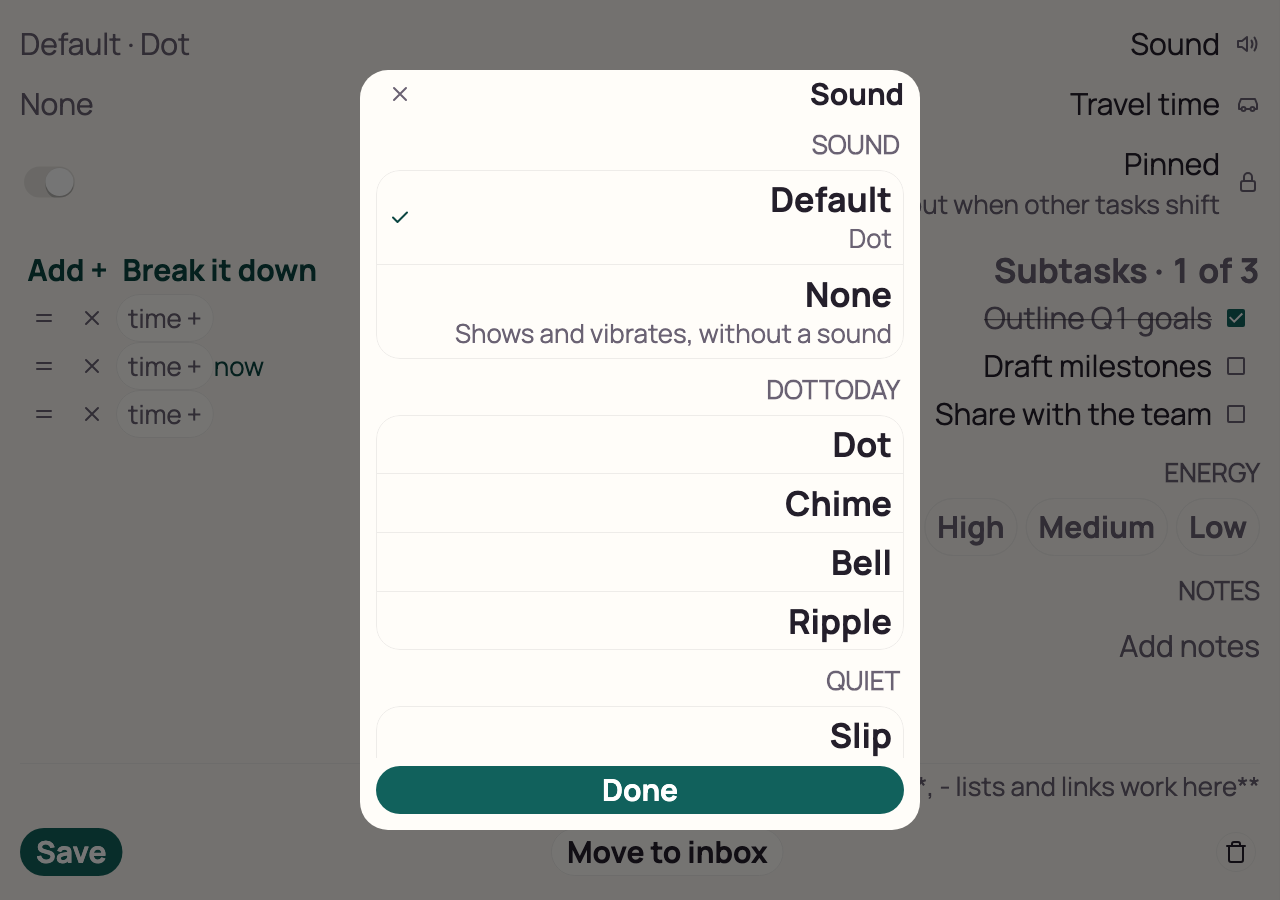 Sound
Default · Dot
Travel time
None
Pinned
out when other tasks shift
Subtasks · 1 of 3
Break it down
Add +
Outline Q1 goals
time +
Draft milestones
now
time +
Share with the team
time +
ENERGY
Low
Medium
High
NOTES
Add notes
, - lists and links work here**
Save
Move to inbox
Sound
SOUND
Default
Dot
None
Shows and vibrates, without a sound
DOTTODAY
Dot
Chime
Bell
Ripple
QUIET
Slip
Done